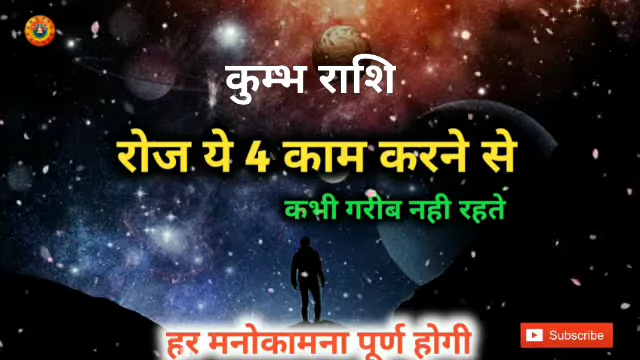 कुम्भ राशि
रोज ये 4 काम करने से
कभी गरीब नही रहते
हर मनोकामना पूर्ण होगी
Subscribe